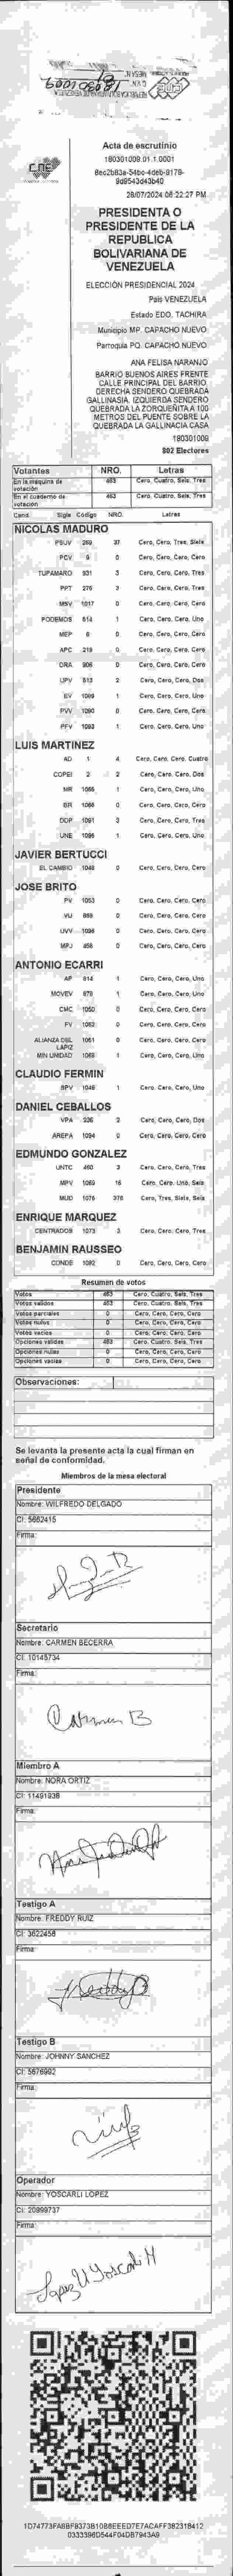 CNE
Acta de escrutinio
180301009.01.1.0001
28/07/2024 08:22:27 PM
PRESIDENTA O
PRESIDENTE DE LA
REPUBLICA
BOLIVARIANA DE
VENEZUELA
ELECCIÓN PRESIDENCIAL 2024
País VENEZUELA
Estado EDO. TACHIRA
Municipio MP. CAPACHO NUEVO
Parroquia PQ. CAPACHO NUEVO
ANA FELISA NARANJO
BARRIO BUENOS AIRES FRENTE
CALLE PRINCIPAL DEL BARRIO.
DERECHA SENDERO QUEBRADA
GALLINASIA. IZQUIERDA SENDERO
QUEBRADA LA ZORQUEÑITA A 100
METROS DEL PUENTE SOBRE LA
QUEBRADA LA GALLINACIA CASA
180301009
802 Electores
Votantes NRO. Letras
En la máquina de votación 463 Cero, Cuatro, Seis, Tres
En el cuaderno de votación 463 Cero, Cuatro, Seis, Tres
Cand. Sigla Código NRO. Letras
NICOLAS MADURO
PSUV 269 37 Cero, Cero, Tres, Siete
PCV 9 0 Cero, Cero, Cero, Cero
TUPAMARO 931 3 Cero, Cero, Cero, Tres
PPT 275 3 Cero, Cero, Cero, Tres
MSV 1017 0 Cero, Cero, Cero, Cero
PODEMOS 614 1 Cero, Cero, Cero, Uno
MEP 6 0 Cero, Cero, Cero, Cero
APC 219 0 Cero, Cero, Cero, Cero
ORA 906 0 Cero, Cero, Cero, Cero
UPV 513 2 Cero, Cero, Cero, Dos
EV 1009 1 Cero, Cero, Cero, Uno
PVV 1090 0 Cero, Cero, Cero, Cero
PFV 1093 1 Cero, Cero, Cero, Uno
LUIS MARTINEZ
AD 1 4 Cero, Cero, Cero, Cuatro
COPEI 2 2 Cero, Cero, Cero, Dos
MR 1055 1 Cero, Cero, Cero, Uno
BR 1066 0 Cero, Cero, Cero, Cero
DDP 1091 3 Cero, Cero, Cero, Tres
UNE 1095 1 Cero, Cero, Cero, Uno
JAVIER BERTUCCI
EL CAMBIO 1048 0 Cero, Cero, Cero, Cero
JOSE BRITO
PV 1053 0 Cero, Cero, Cero, Cero
VU 868 0 Cero, Cero, Cero, Cero
UVV 1036 0 Cero, Cero, Cero, Cero
MPJ 458 0 Cero, Cero, Cero, Cero
ANTONIO ECARRI
AP 814 1 Cero, Cero, Cero, Uno
MOVEV 879 1 Cero, Cero, Cero, Uno
CMC 1050 0 Cero, Cero, Cero, Cero
FV 1052 0 Cero, Cero, Cero, Cero
ALIANZA DEL LAPIZ 1061 0 Cero, Cero, Cero, Cero
MIN UNIDAD 1069 1 Cero, Cero, Cero, Uno
CLAUDIO FERMIN
SPV 1046 1 Cero, Cero, Cero, Uno
DANIEL CEBALLOS
VPA 236 2 Cero, Cero, Cero, Dos
AREPA 1094 0 Cero, Cero, Cero, Cero
EDMUNDO GONZALEZ
UNTC 460 3 Cero, Cero, Cero, Tres
MPV 1069 16 Cero, Cero, Uno, Seis
MUD 1076 376 Cero, Tres, Siete, Seis
ENRIQUE MARQUEZ
CENTRADOS 1073 3 Cero, Cero, Cero, Tres
BENJAMIN RAUSSEO
CONDE 1092 0 Cero, Cero, Cero, Cero
Resumen de votos
Votos 463 Cero, Cuatro, Seis, Tres
Votos validos 463 Cero, Cuatro, Seis, Tres
Votos parciales 0 Cero, Cero, Cero, Cero
Votos nulos 0 Cero, Cero, Cero, Cero
Votos vacios 0 Cero, Cero, Cero, Cero
Opciones validas 463 Cero, Cuatro, Seis, Tres
Opciones nulas 0 Cero, Cero, Cero, Cero
Opciones vacias 0 Cero, Cero, Cero, Cero
Observaciones:
Se levanta la presente acta la cual firman en
señal de conformidad.
Miembros de la mesa electoral
Presidente
Nombre: WILFREDO DELGADO
CI: 5662415
Firma:
Secretario
Nombre: CARMEN BECERRA
CI: 10145734
Firma:
Carmen B
Miembro A
Nombre: NORA ORTIZ
CI: 11491938
Firma:
Testigo A
Nombre: FREDDY RUIZ
CI: 3622458
Firma:
Freddy
Testigo B
Nombre: JOHNNY SANCHEZ
CI: 5676992
Firma:
Operador
Nombre: YOSCARLI LOPEZ
CI: 20899737
Firma:
Lopez U Yoscarli M